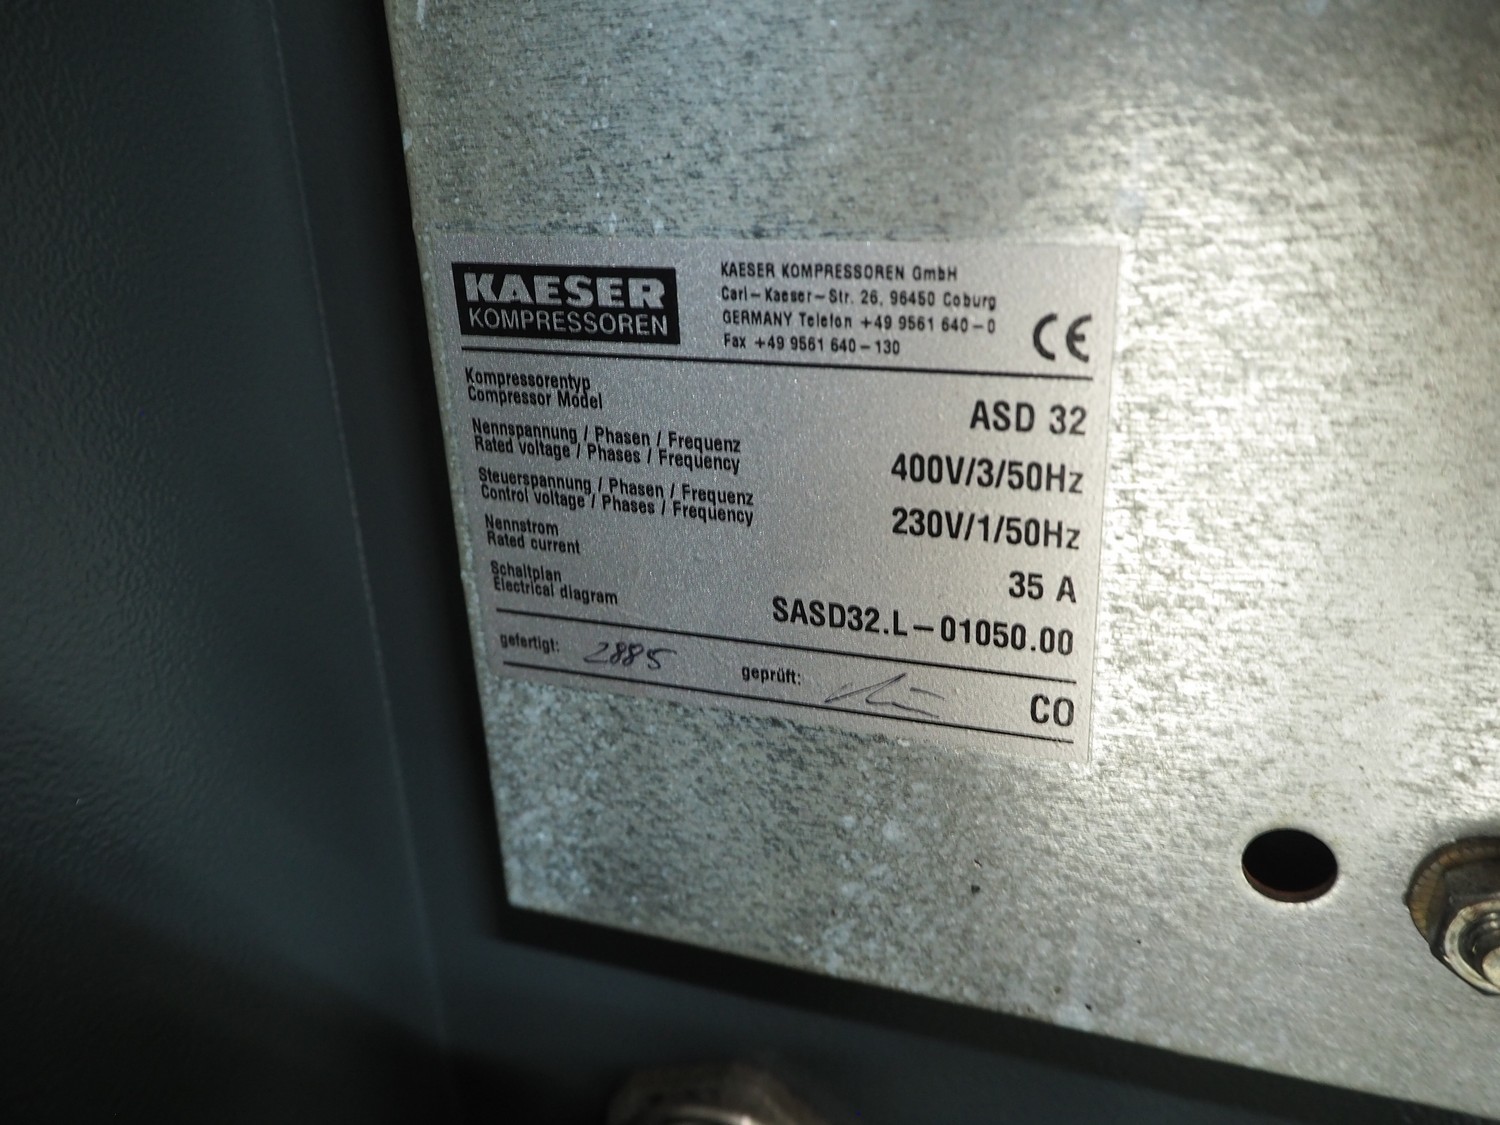 KAESER
KOMPRESSOREN
KAESER KOMPRESSOREN GmbH
Carl-Kaeser-Str. 26, 96450 Coburg
GERMANY Telefon +49 9561 640-0
Fax +49 9561 640-130
CE
Kompressorentyp
Compressor Model
ASD 32
Nennspannung / Phasen / Frequenz
Rated voltage / Phases / Frequency
400V/3/50Hz
Steuerspannung / Phasen / Frequenz
Control voltage / Phases / Frequency
230V/1/50Hz
Nennstrom
Rated current
35 A
Schaltplan
Electrical diagram
SASD32.L-01050.00
gefertigt: 2885 geprüft: CO